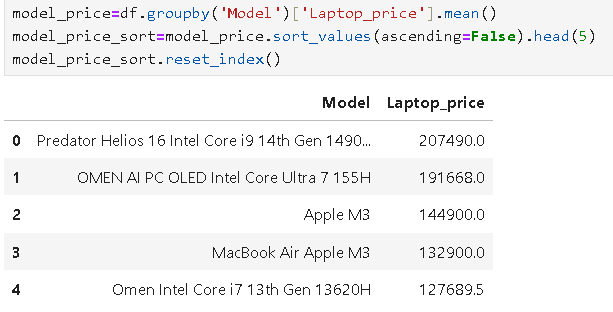 model_price=df.groupby('Model')['Laptop_price'].mean()
model_price_sort=model_price.sort_values(ascending=False).head(5)
model_price_sort.reset_index()
Model Laptop_price
0 Predator Helios 16 Intel Core i9 14th Gen 1490... 207490.0
1 OMEN AI PC OLED Intel Core Ultra 7 155H 191668.0
2 Apple M3 144900.0
3 MacBook Air Apple M3 132900.0
4 Omen Intel Core i7 13th Gen 13620H 127689.5